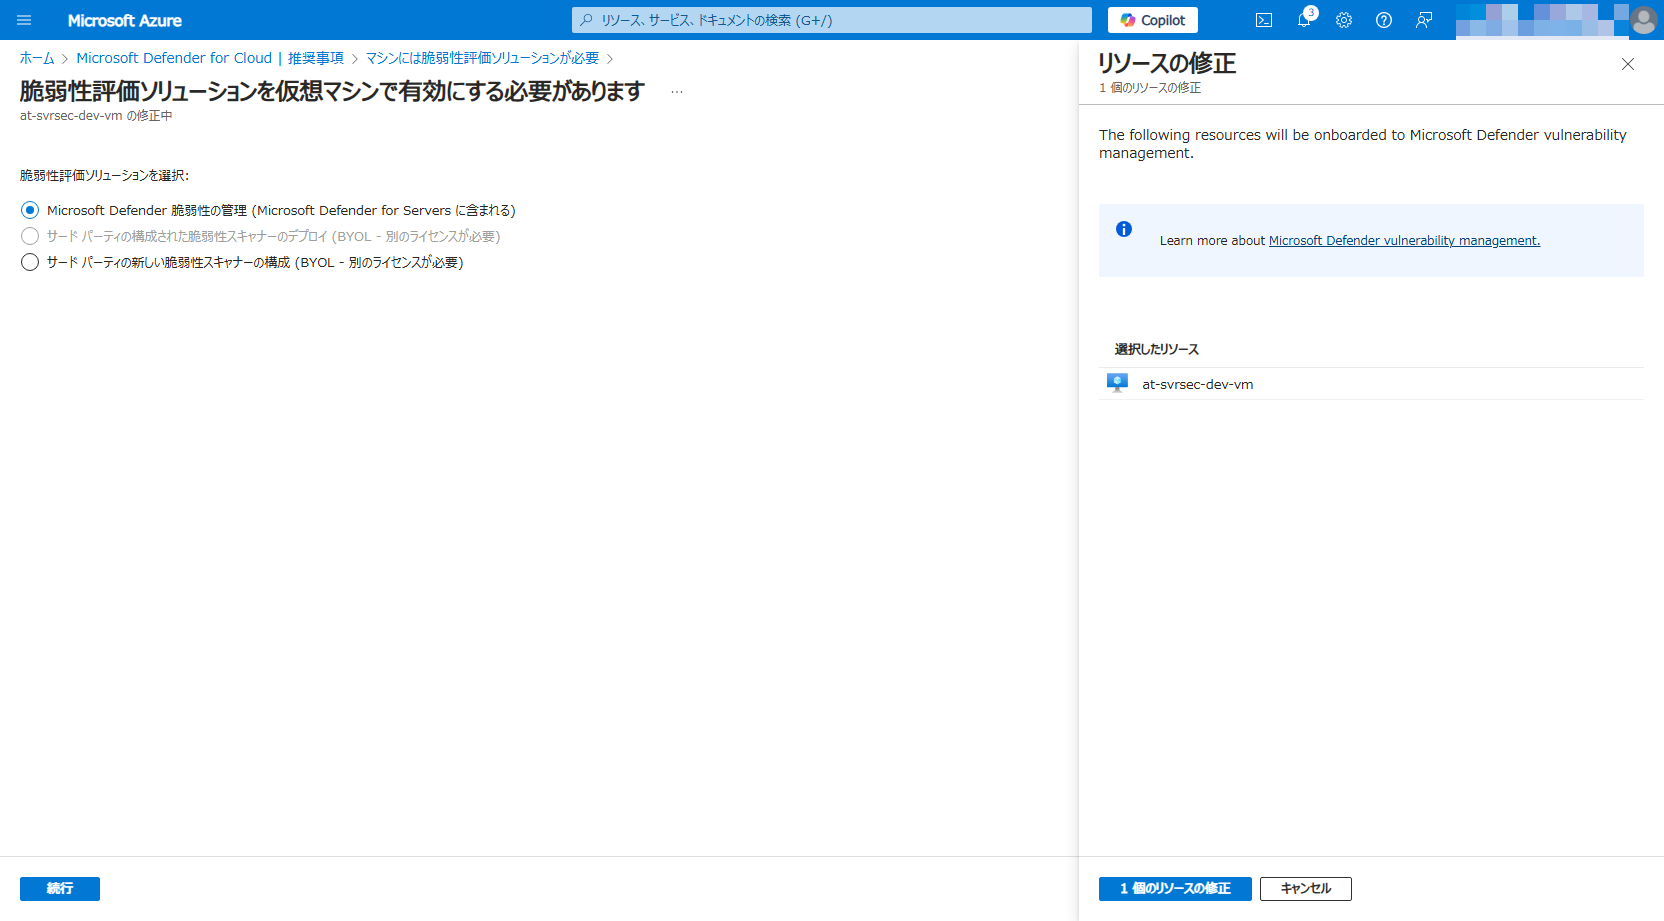 Microsoft Azure
リソース、サービス、ドキュメントの検索 (G+/)
Copilot
3
ホーム > Microsoft Defender for Cloud | 推奨事項 > マシンには脆弱性評価ソリューションが必要 >
脆弱性評価ソリューションを仮想マシンで有効にする必要があります ...
at-svrsec-dev-vm の修正中
脆弱性評価ソリューションを選択:
Microsoft Defender 脆弱性の管理 (Microsoft Defender for Servers に含まれる)
サード パーティの構成された脆弱性スキャナーのデプロイ (BYOL - 別のライセンスが必要)
サード パーティの新しい脆弱性スキャナーの構成 (BYOL - 別のライセンスが必要)
続行
リソースの修正
1 個のリソースの修正
The following resources will be onboarded to Microsoft Defender vulnerability
management.
Learn more about Microsoft Defender vulnerability management.
選択したリソース
at-svrsec-dev-vm
1 個のリソースの修正
キャンセル